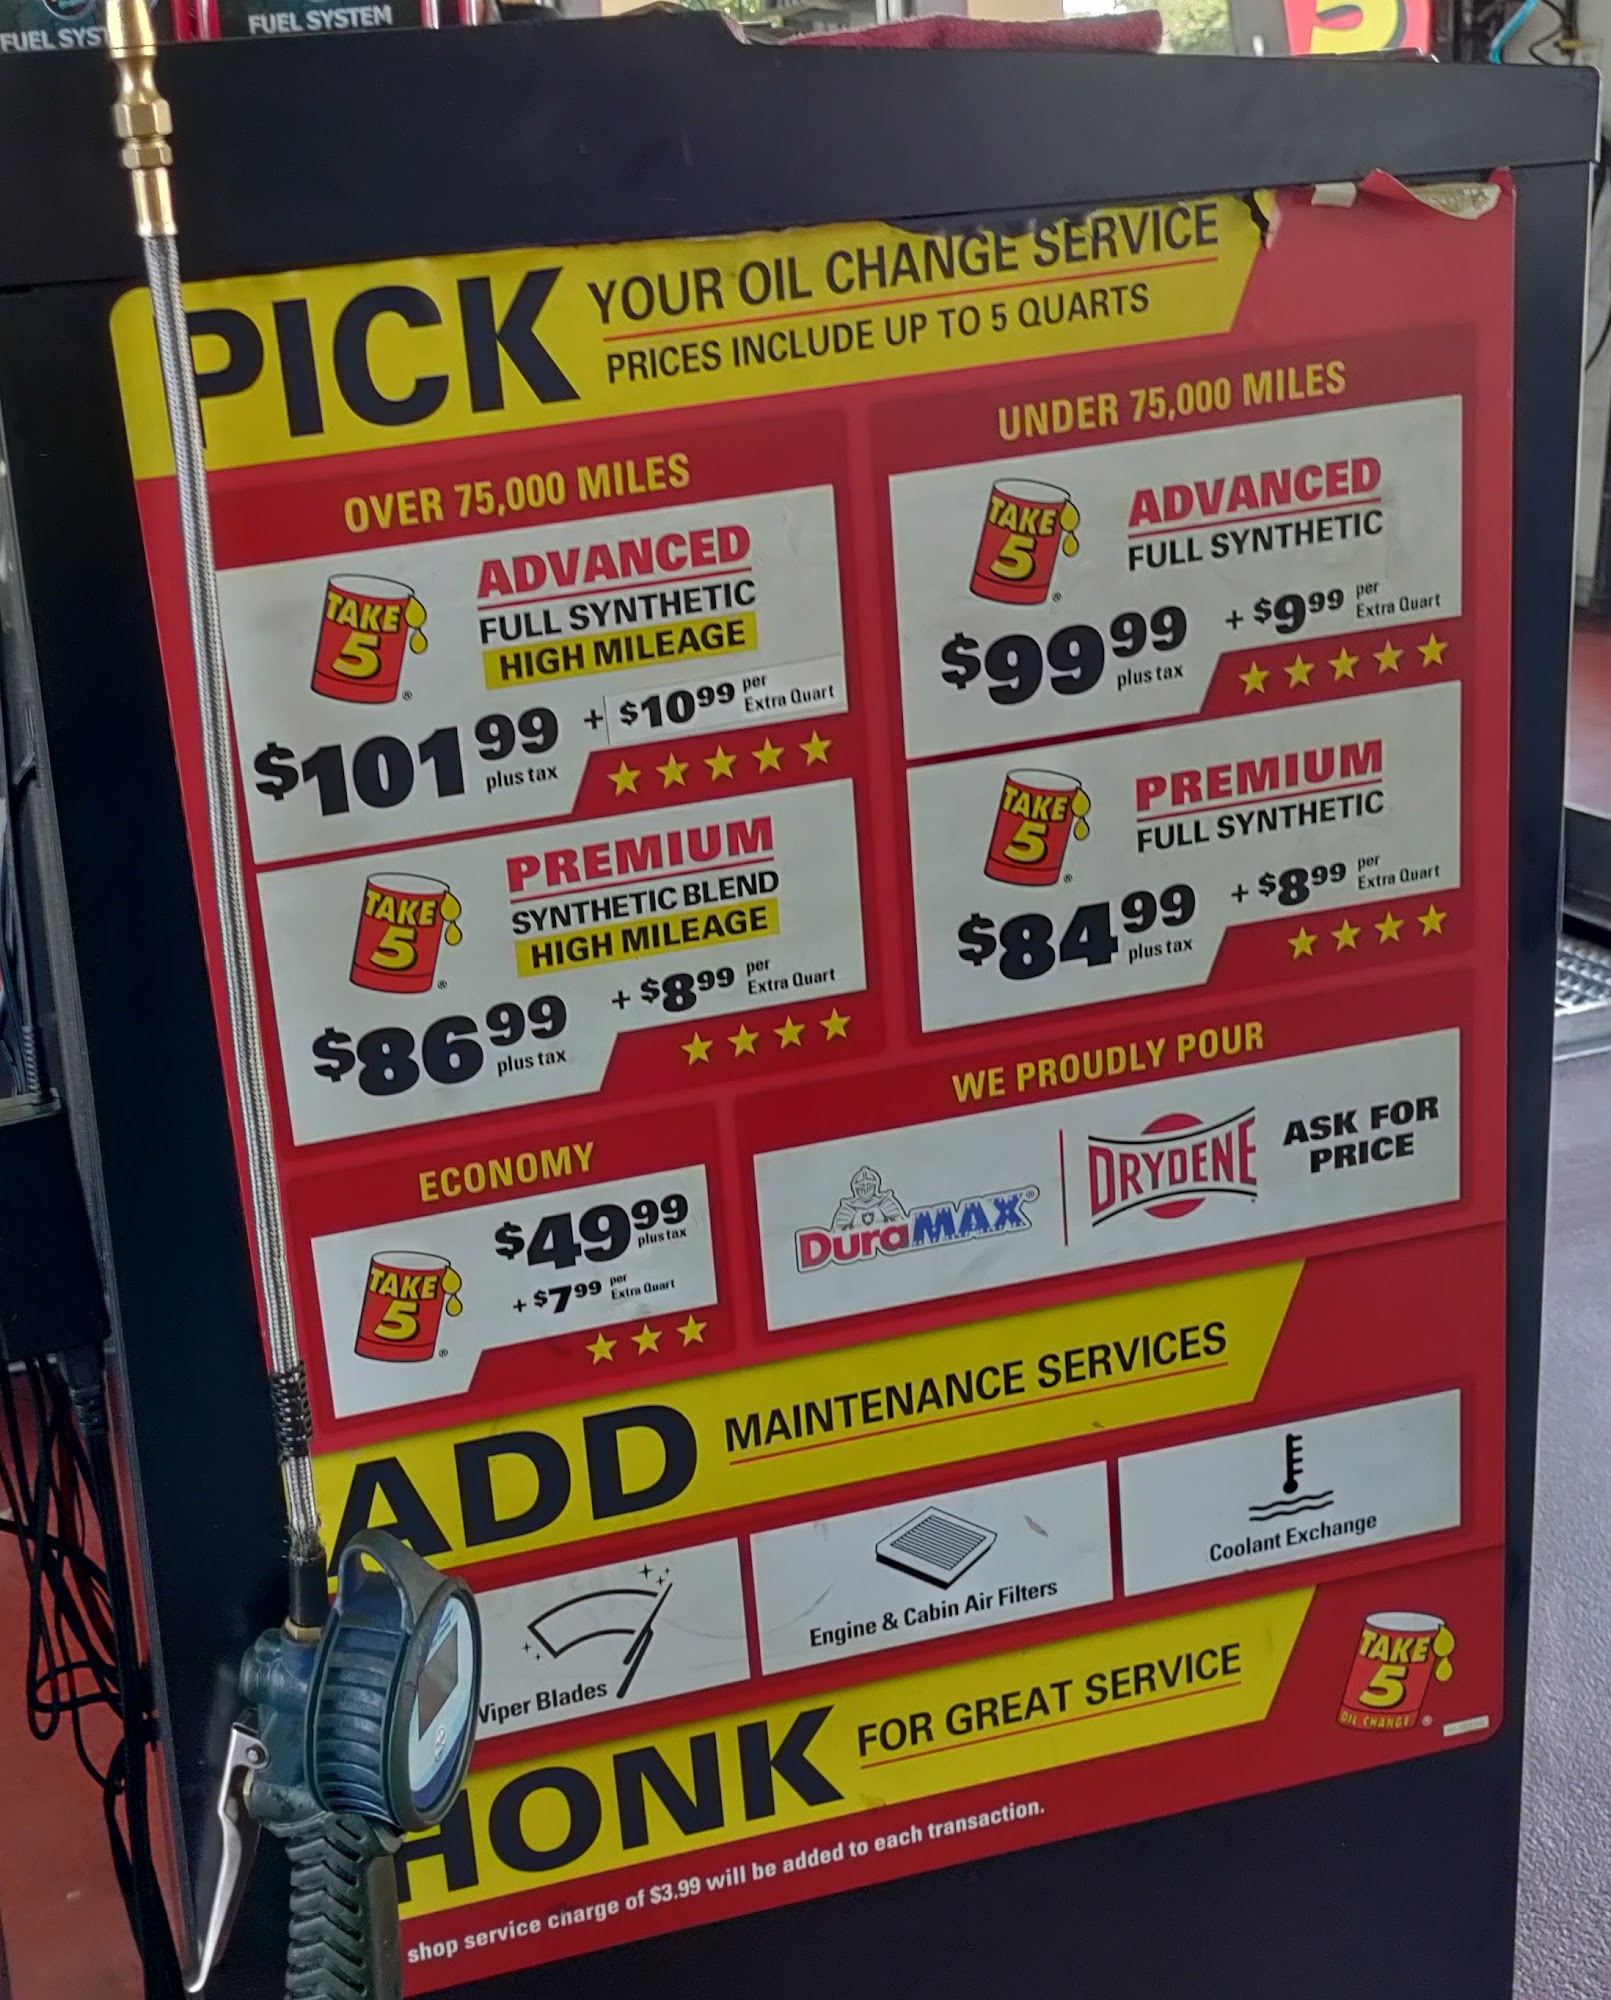 FUEL SYST
FUEL SYSTEM
5
PICK
YOUR OIL CHANGE SERVICE
PRICES INCLUDE UP TO 5 QUARTS
OVER 75,000 MILES
TAKE
5
®
ADVANCED
FULL SYNTHETIC
HIGH MILEAGE
$101 99 plus tax
+ $10 99 per Extra Quart
TAKE
5
®
PREMIUM
SYNTHETIC BLEND
HIGH MILEAGE
$86 99 plus tax
+ $8 99 per Extra Quart
UNDER 75,000 MILES
TAKE
5
®
ADVANCED
FULL SYNTHETIC
$99 99 plus tax
+ $9 99 per Extra Quart
TAKE
5
®
PREMIUM
FULL SYNTHETIC
$84 99 plus tax
+ $8 99 per Extra Quart
ECONOMY
TAKE
5
®
$49 99 plus tax
+ $7 99 per Extra Quart
WE PROUDLY POUR
DuraMAX®
DRYDENE
ASK FOR
PRICE
ADD
MAINTENANCE SERVICES
Wiper Blades
Engine & Cabin Air Filters
Coolant Exchange
HONK
FOR GREAT SERVICE
TAKE
5
OIL CHANGE ®
shop service charge of $3.99 will be added to each transaction.